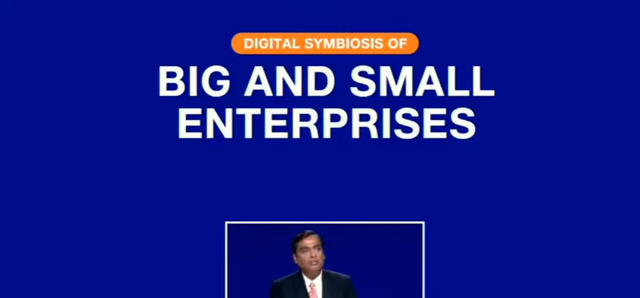 DIGITAL SYMBIOSIS OF
BIG AND SMALL
ENTERPRISES